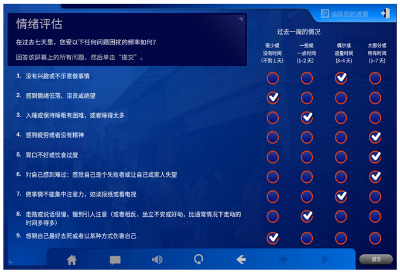 追踪您的进展
情绪评估
在过去七天里，您受以下任何问题困扰的频率如何？
回答该屏幕上的所有问题，然后单击“提交”。
过去一周的情况
很少或
没有时间
(不到 1 天)
一些或
一点时间
(1-2 天)
偶尔或
适量时间
(3-4 天)
大部分或
所有时间
(5-7 天)
1. 没有兴趣或不乐意做事情
2. 感到情绪低落、沮丧或绝望
3. 入睡或保持睡眠有困难，或者睡得太多
4. 感到疲劳或者没有精神
5. 胃口不好或饮食过度
6. 对自己感到难过：感觉自己是个失败者或让自己或家人失望
7. 做事情不能集中注意力，如读报纸或看电视
8. 走路或说话很慢，慢到引人注意（或者相反，坐立不安或好动，比通常情况下走动的
时间多得多）
9. 想到自己最好去死或者以某种方式伤害自己
提交